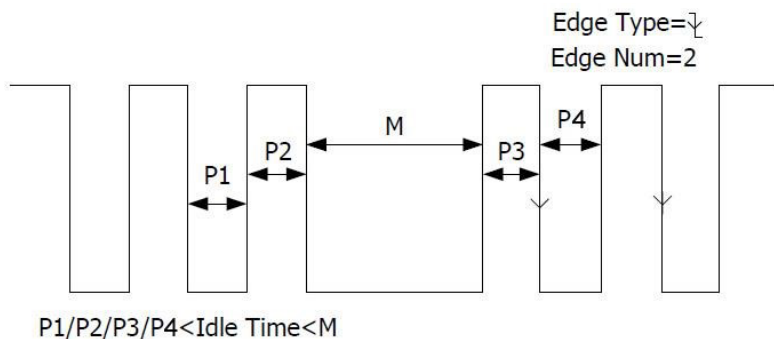 Edge Type=
Edge Num=2
M
P4
P2
P3
P1
P1/P2/P3/P4<Idle Time<M